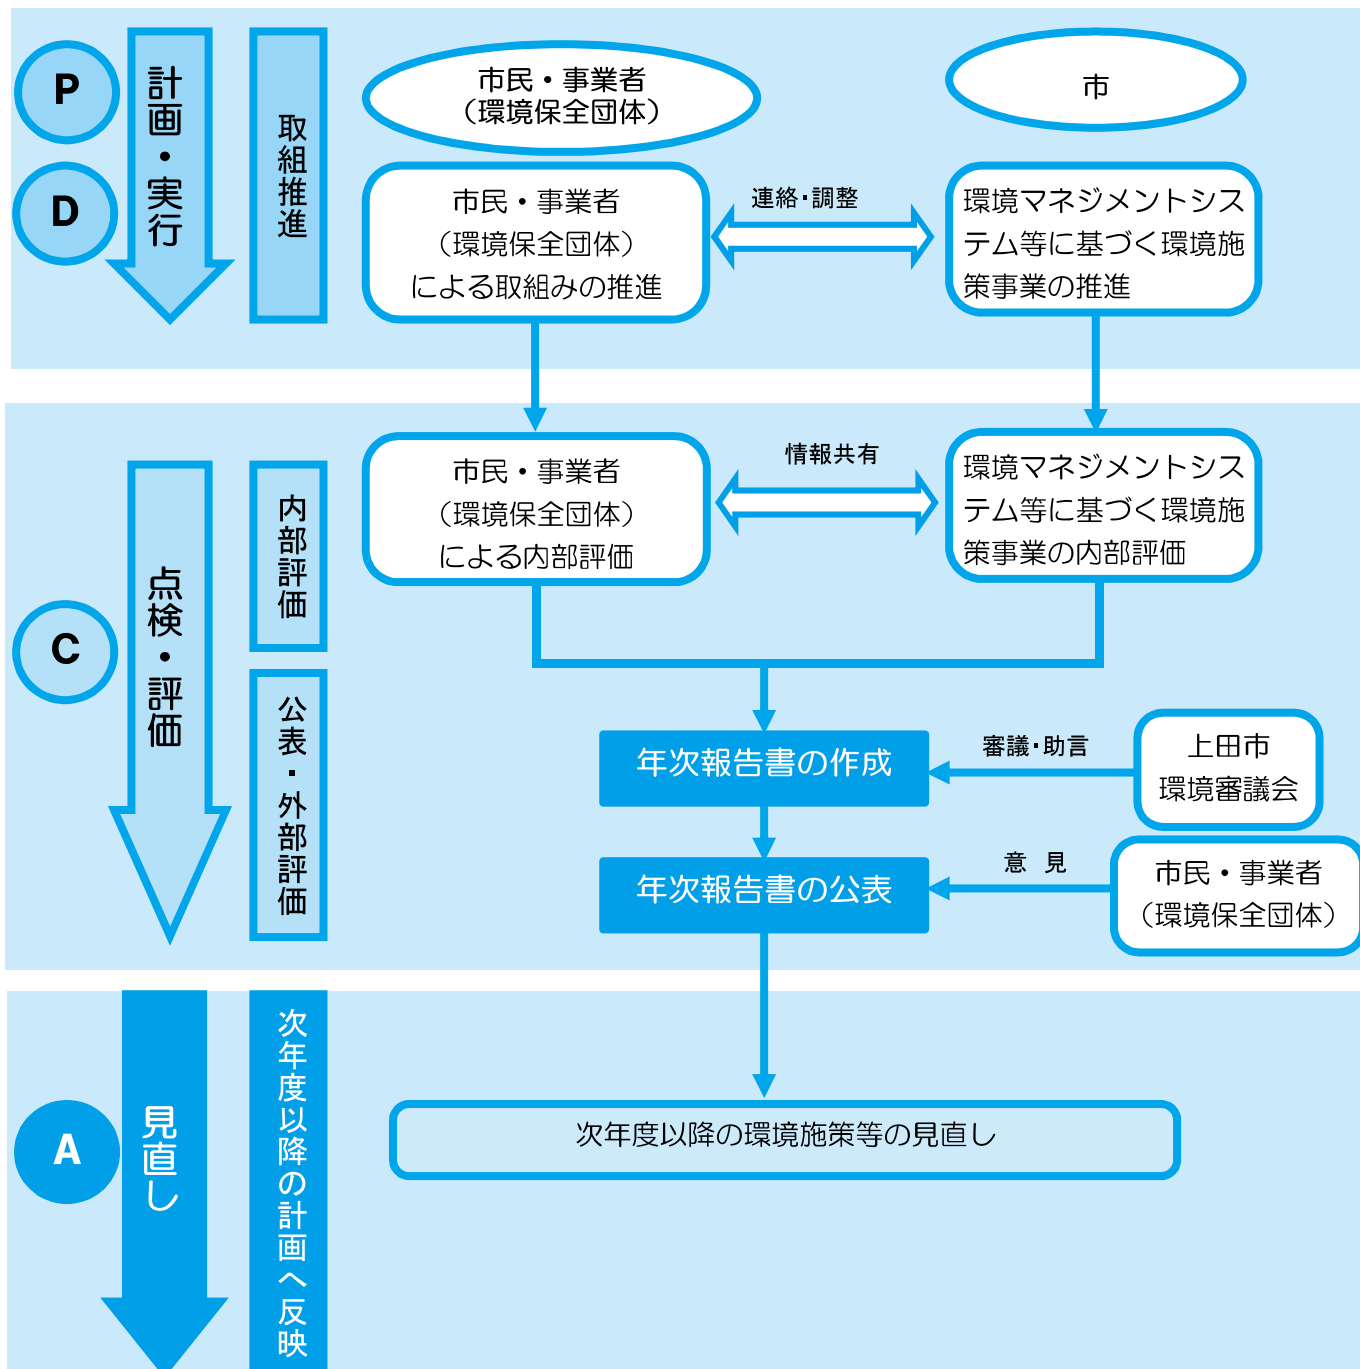 P
D
計画・実行
取組推進
市民・事業者
（環境保全団体）
市
市民・事業者
（環境保全団体）
による取組みの推進
連絡・調整
環境マネジメントシス
テム等に基づく環境施
策事業の推進
C
点検・評価
内部評価
市民・事業者
（環境保全団体）
による内部評価
情報共有
環境マネジメントシス
テム等に基づく環境施
策事業の内部評価
公表・外部評価
年次報告書の作成
審議・助言
上田市
環境審議会
年次報告書の公表
意 見
市民・事業者
（環境保全団体）
A
見直し
次年度以降の計画へ反映
次年度以降の環境施策等の見直し